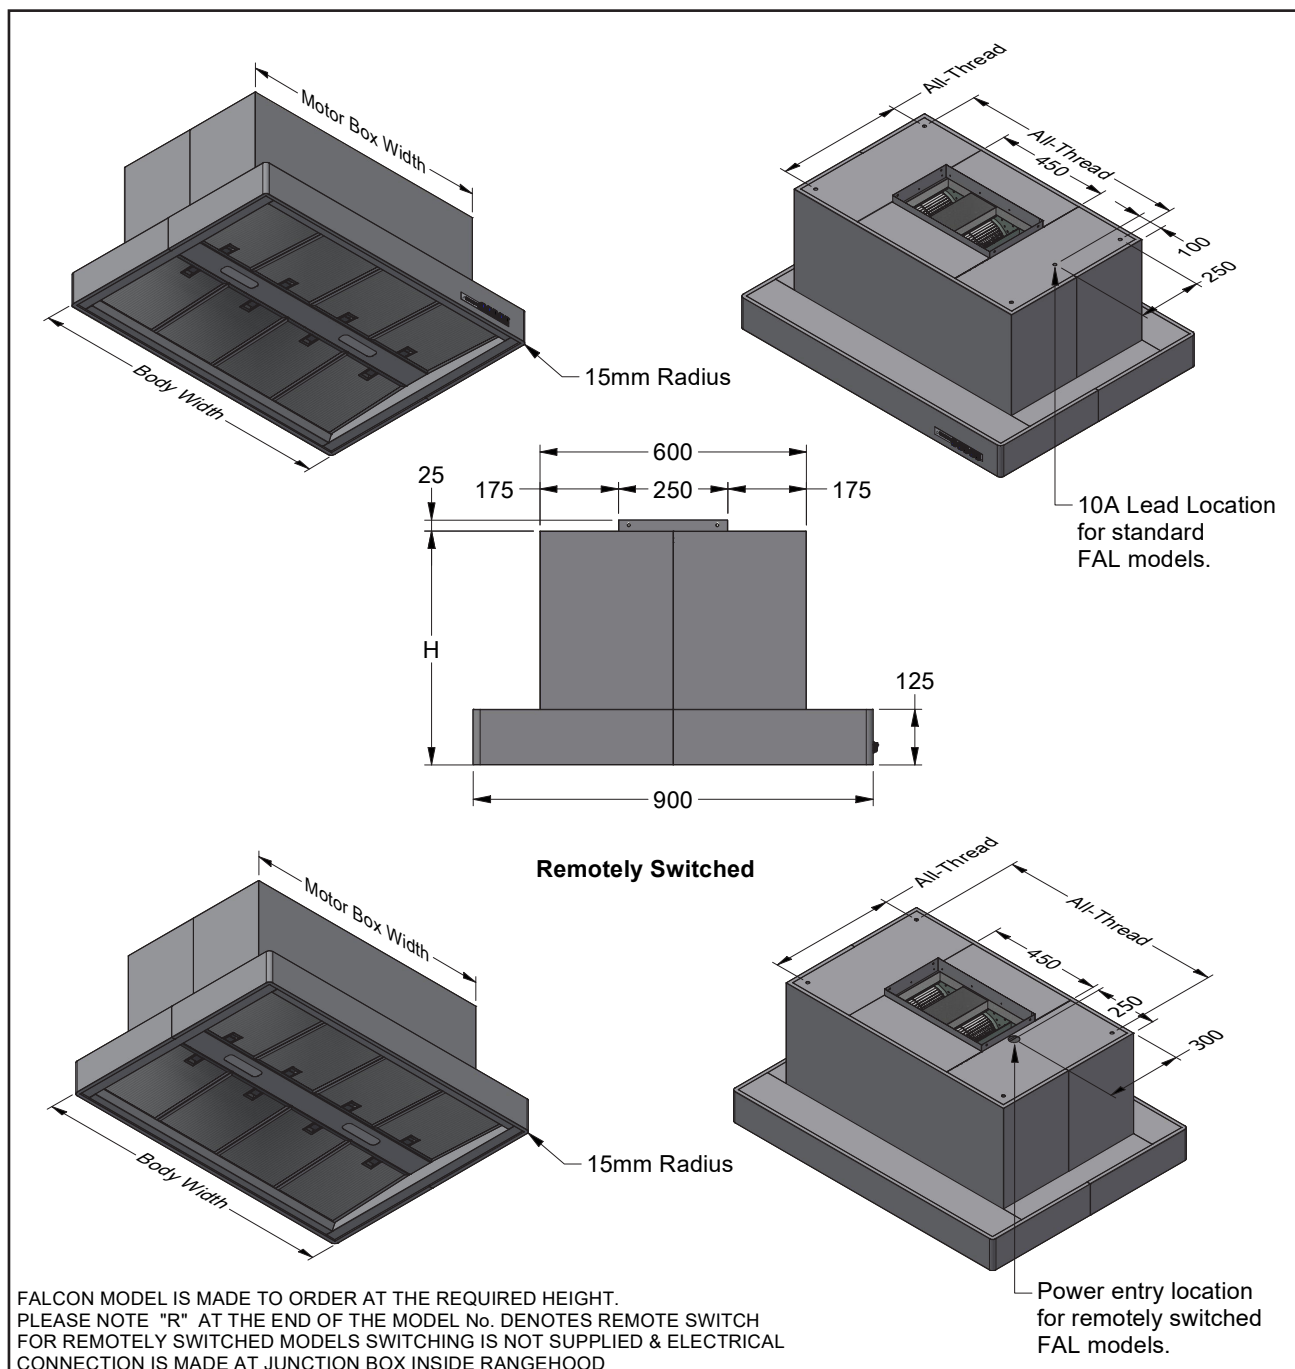 All-Thread
Motor Box Width
All-Thread
450
100
250
15mm Radius
Body Width
600
25
175
250
175
10A Lead Location
for standard
FAL models.
H
125
900
Remotely Switched
All-Thread
Motor Box Width
All-Thread
450
250
300
15mm Radius
Body Width
Power entry location
for remotely switched
FAL models.
FALCON MODEL IS MADE TO ORDER AT THE REQUIRED HEIGHT.
PLEASE NOTE "R" AT THE END OF THE MODEL No. DENOTES REMOTE SWITCH
FOR REMOTELY SWITCHED MODELS SWITCHING IS NOT SUPPLIED & ELECTRICAL
CONNECTION IS MADE AT JUNCTION BOX INSIDE RANGEHOOD